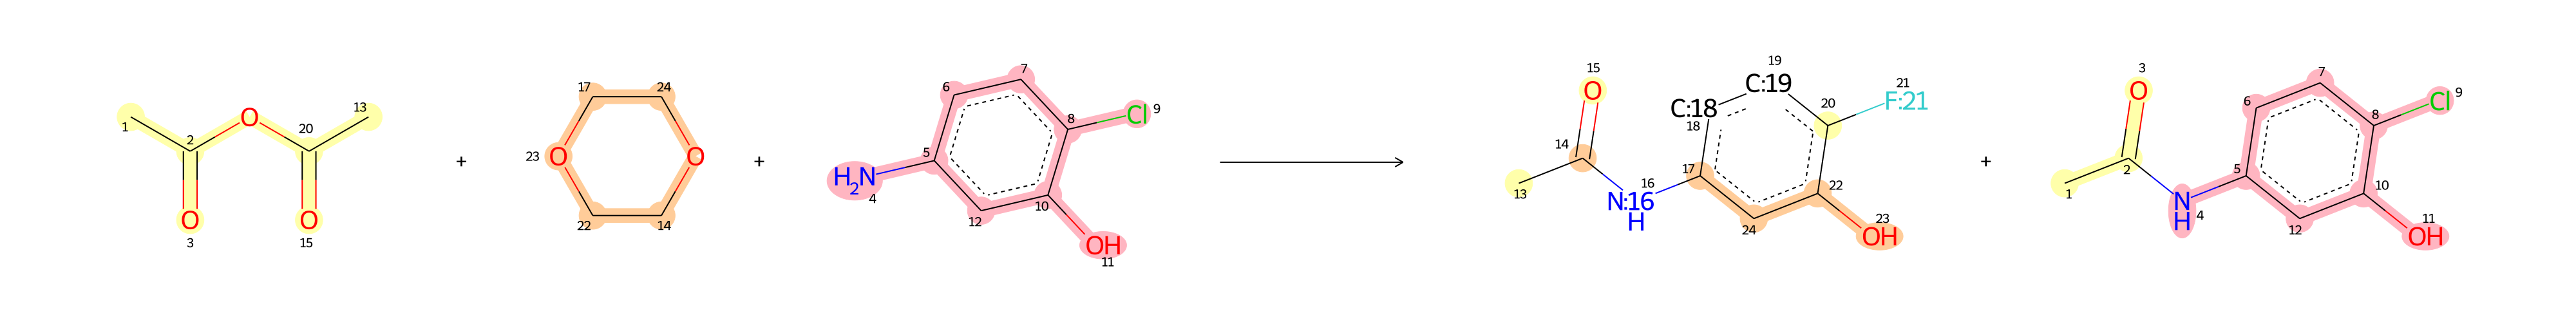 1 2 3 O 20 O 15 O 13
+
17 24 23 O O 22 14
+
H2N 4 5 6 7 8 Cl 9 10 OH 11 12
13 14 15 O 16 N:16 H 17 C:18 18 19 C:19 20 21 F:21 22 23 OH 24
+
1 2 3 O N H 4 5 6 7 8 Cl 9 10 11 OH 12